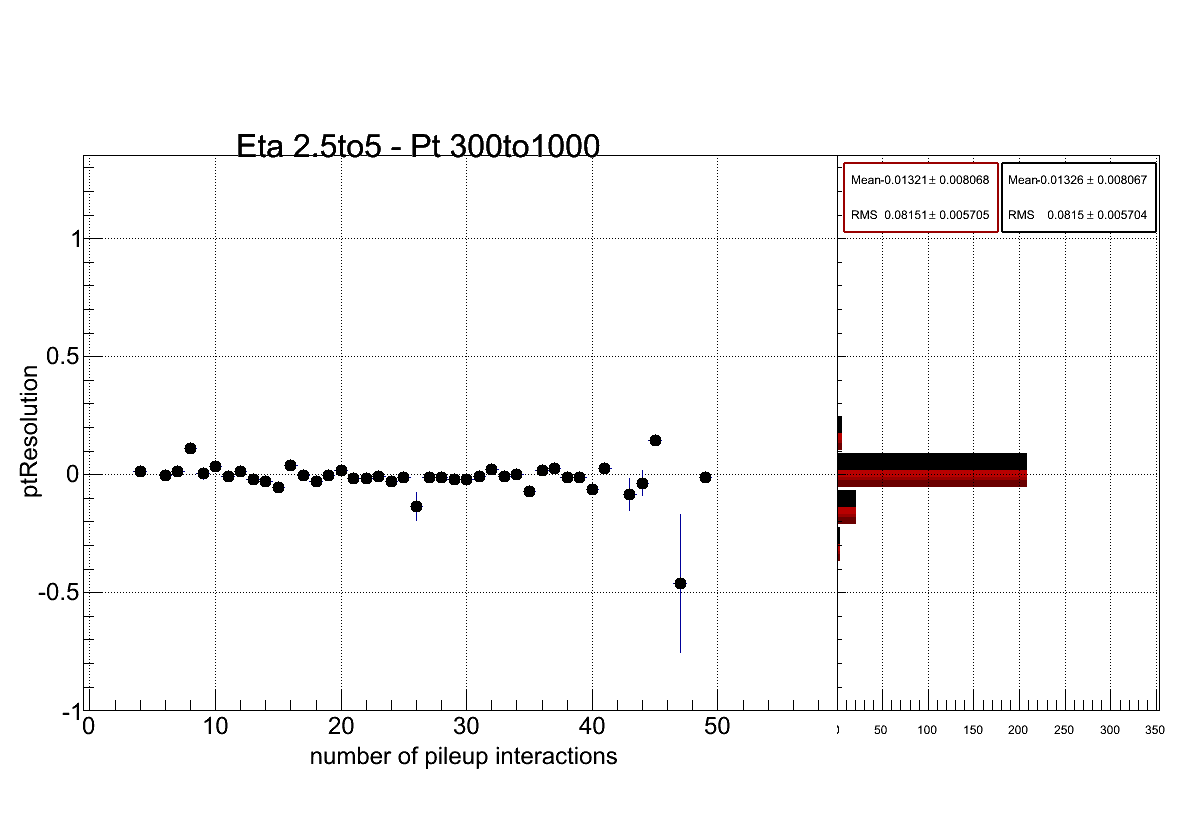 Eta 2.5to5 - Pt 300to1000
Mean-0.01321± 0.008068
RMS 0.08151± 0.005705
Mean-0.01326 ± 0.008067
RMS 0.0815 ± 0.005704
ptResolution
1
0.5
0
-0.5
-1
0 10 20 30 40 50
number of pileup interactions
50 100 150 200 250 300 350